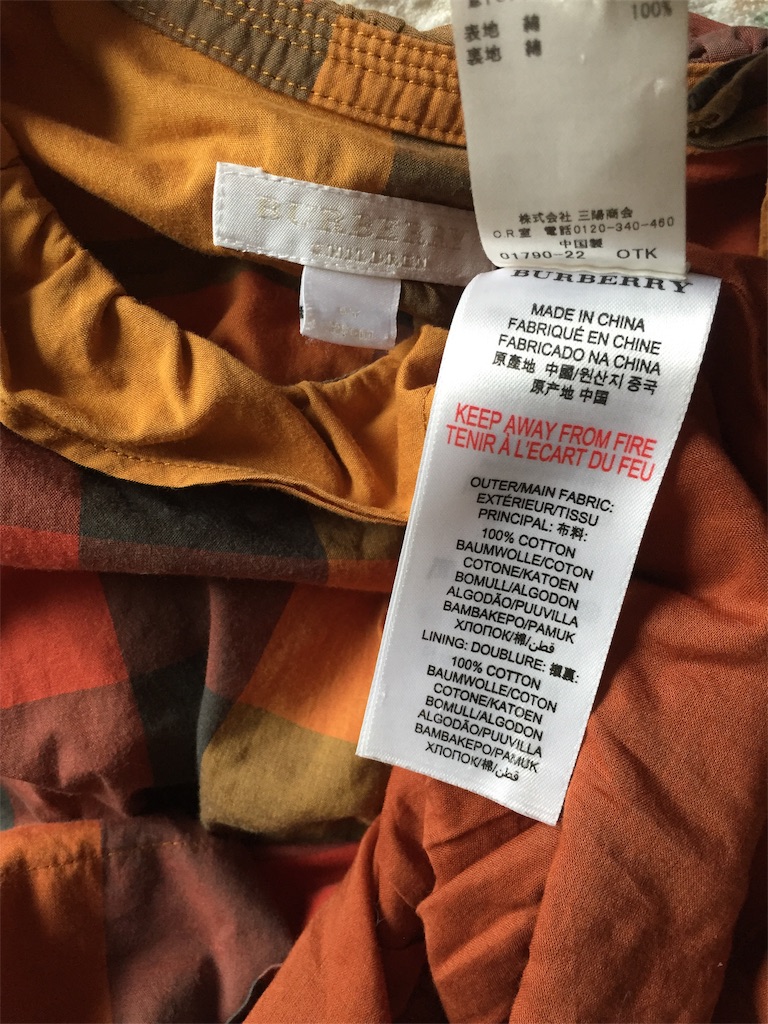 100%
表地 綿
裏地 綿
株式会社 三陽商会
C.R室 電話0120-340-460
中国製
01790-22 OTK
BURBERRY
CHILDREN
BURBERRY
MADE IN CHINA
FABRIQUÉ EN CHINE
FABRICADO NA CHINA
原產地 中國/원산지 중국
原产地 中国
KEEP AWAY FROM FIRE
TENIR À L'ECART DU FEU
OUTER/MAIN FABRIC:
EXTÉRIEUR/TISSU
PRINCIPAL: 布料:
100% COTTON
BAUMWOLLE/COTON
COTONE/KATOEN
BOMULL/ALGODON
ALGODÃO/PUUVILLA
BAMBAKEPO/PAMUK
ХЛОПОК/棉/قطن
LINING: DOUBLURE: 裏:
100% COTTON
BAUMWOLLE/COTON
COTONE/KATOEN
BOMULL/ALGODON
ALGODÃO/PUUVILLA
BAMBAKEPO/PAMUK
ХЛОПОК/棉/قطن